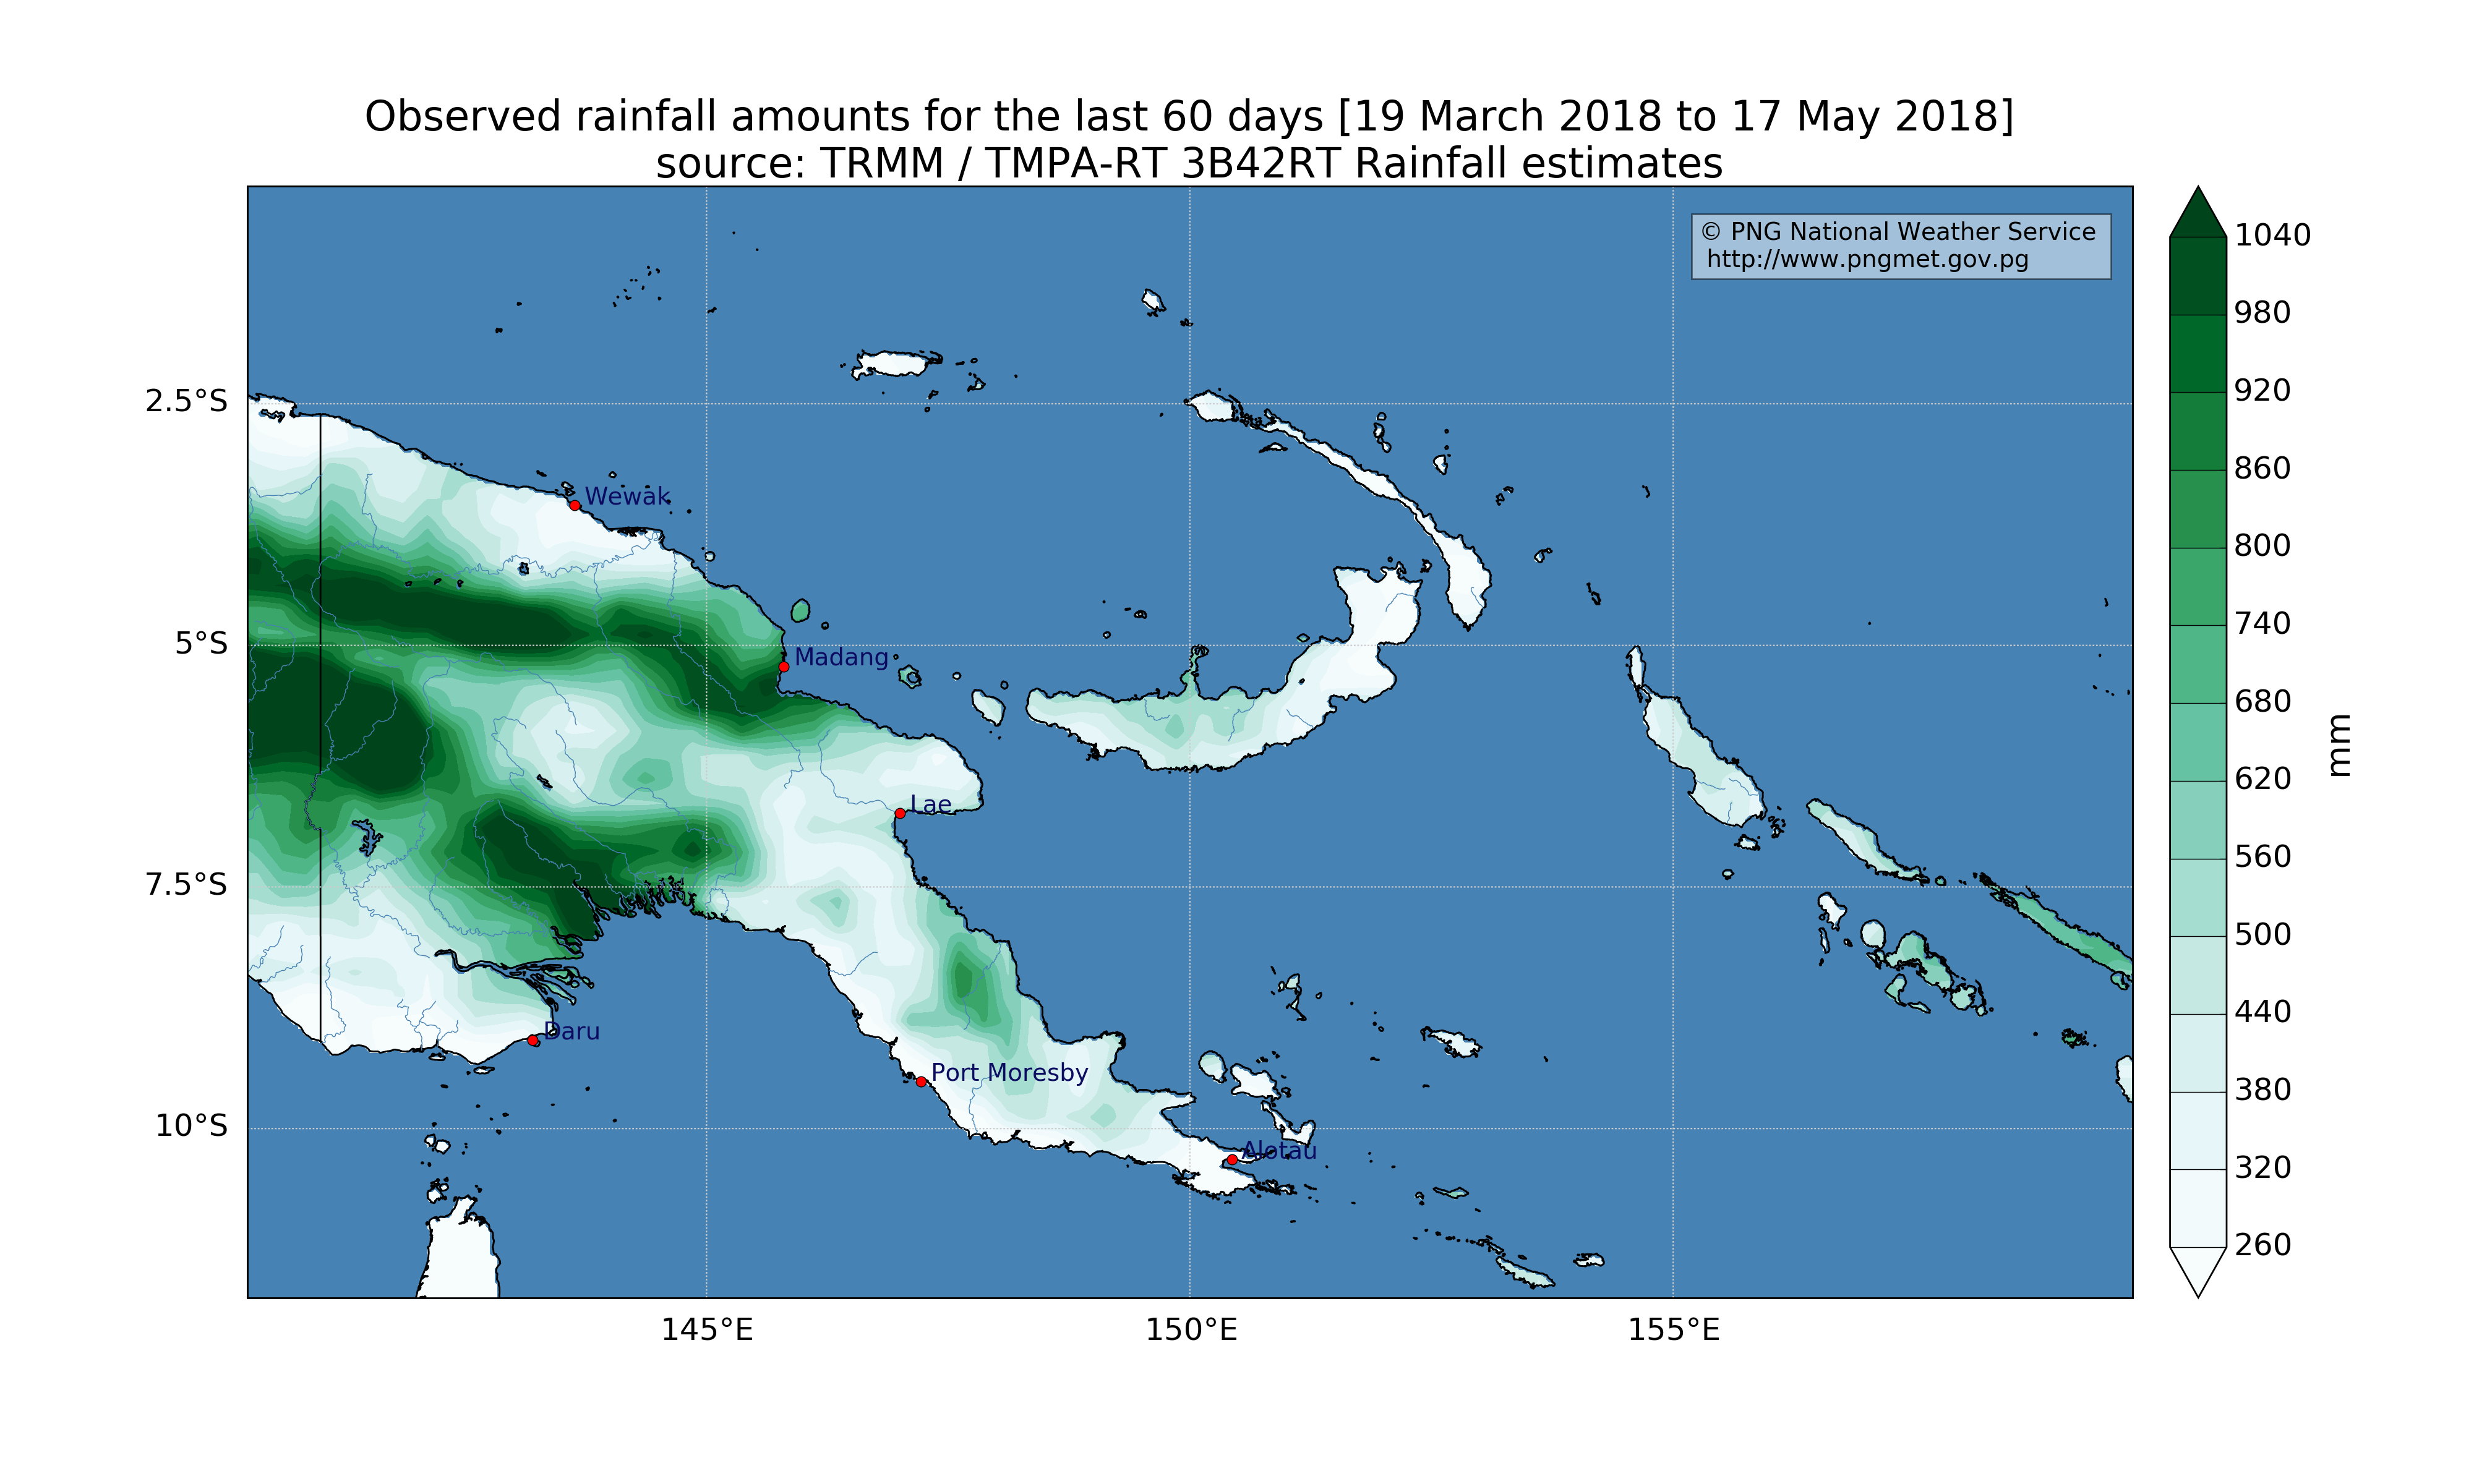 Observed rainfall amounts for the last 60 days [19 March 2018 to 17 May 2018]
source: TRMM / TMPA-RT 3B42RT Rainfall estimates
© PNG National Weather Service
http://www.pngmet.gov.pg
2.5°S
5°S
7.5°S
10°S
145°E
150°E
155°E
Wewak
Madang
Lae
Daru
Port Moresby
Alotau
1040
980
920
860
800
740
680
620
560
500
440
380
320
260
mm